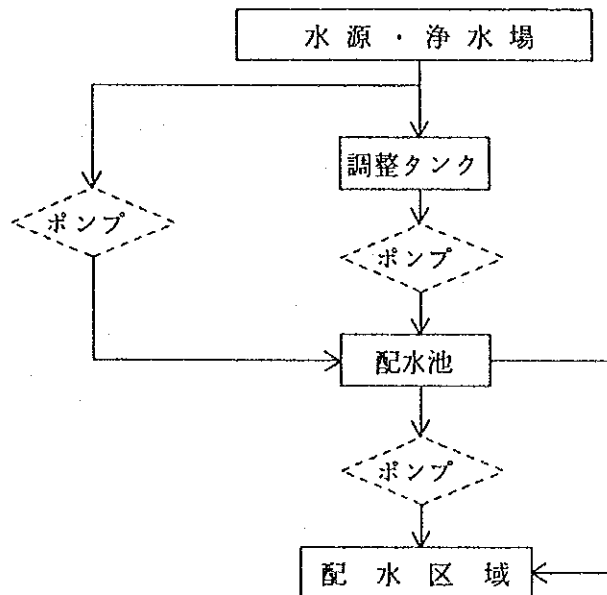 水源・浄水場
調整タンク
ポンプ
ポンプ
配水池
ポンプ
配水区域